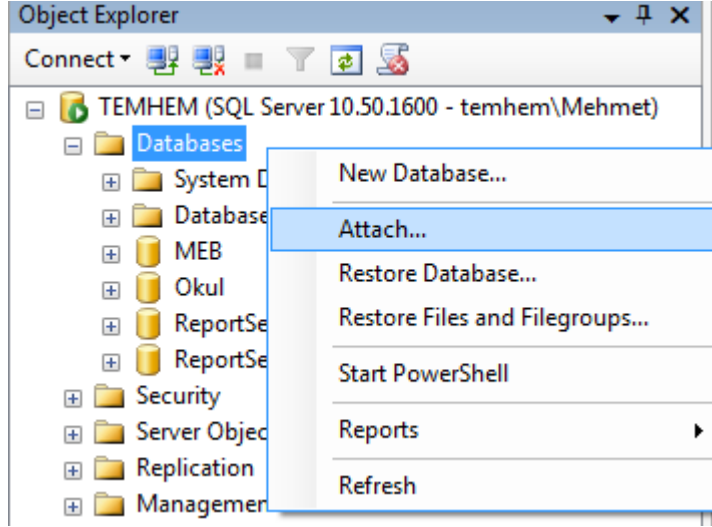 Object Explorer
Connect
TEMHEM (SQL Server 10.50.1600 - temhem\Mehmet)
Databases
System D
Database
MEB
Okul
ReportSe
ReportSe
Security
Server Objec
Replication
Managemen
New Database...
Attach...
Restore Database...
Restore Files and Filegroups...
Start PowerShell
Reports
Refresh